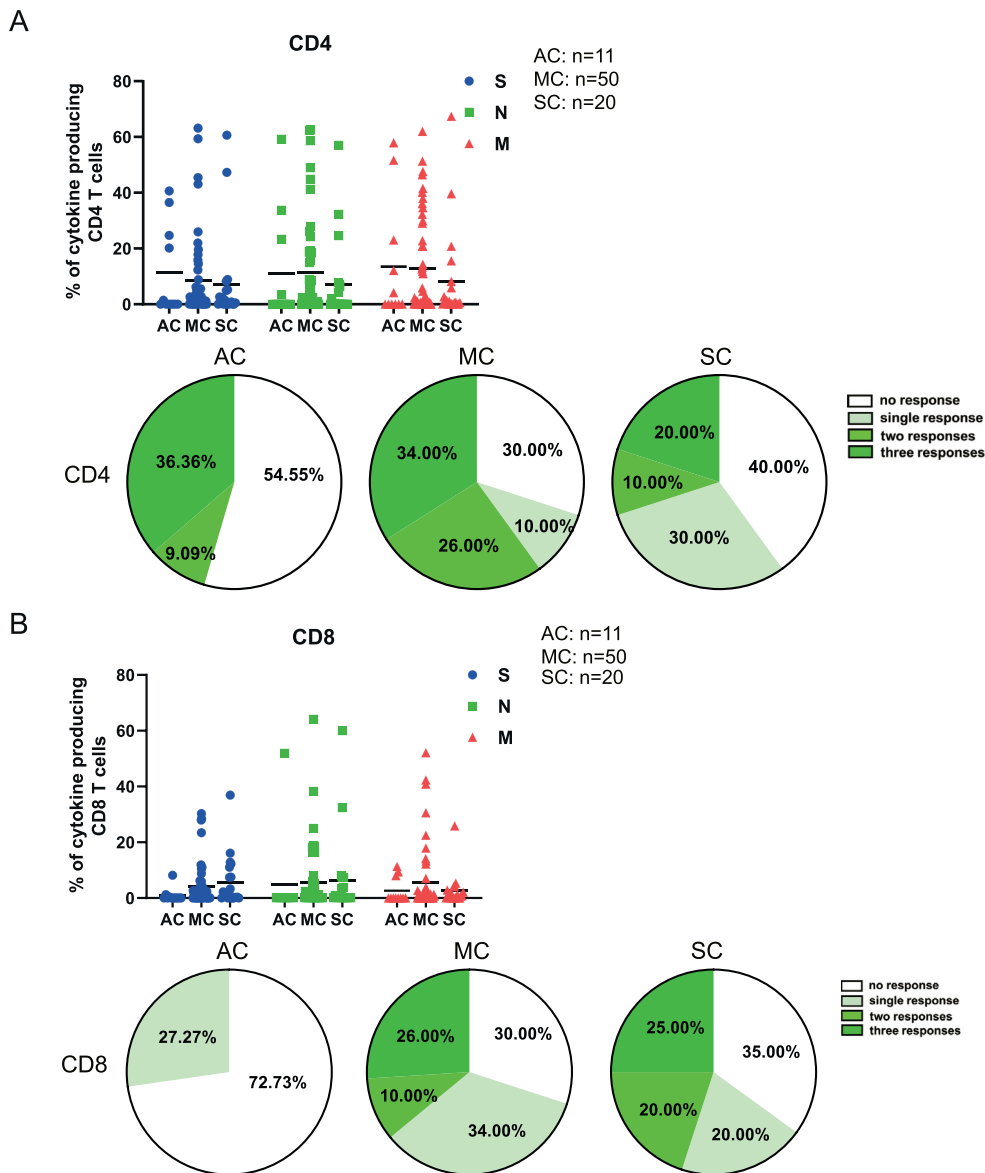 A
CD4
AC: n=11
MC: n=50
SC: n=20
S
N
M
% of cytokine producing
CD4 T cells
80
60
40
20
0
AC MC SC AC MC SC AC MC SC
AC MC SC
CD4
36.36%
54.55%
9.09%
34.00%
30.00%
10.00%
26.00%
20.00%
40.00%
10.00%
30.00%
no response
single response
two responses
three responses
B
CD8
AC: n=11
MC: n=50
SC: n=20
S
N
M
% of cytokine producing
CD8 T cells
80
60
40
20
0
AC MC SC AC MC SC AC MC SC
AC MC SC
CD8
27.27%
72.73%
26.00%
30.00%
10.00%
34.00%
25.00%
35.00%
20.00%
20.00%
no response
single response
two responses
three responses